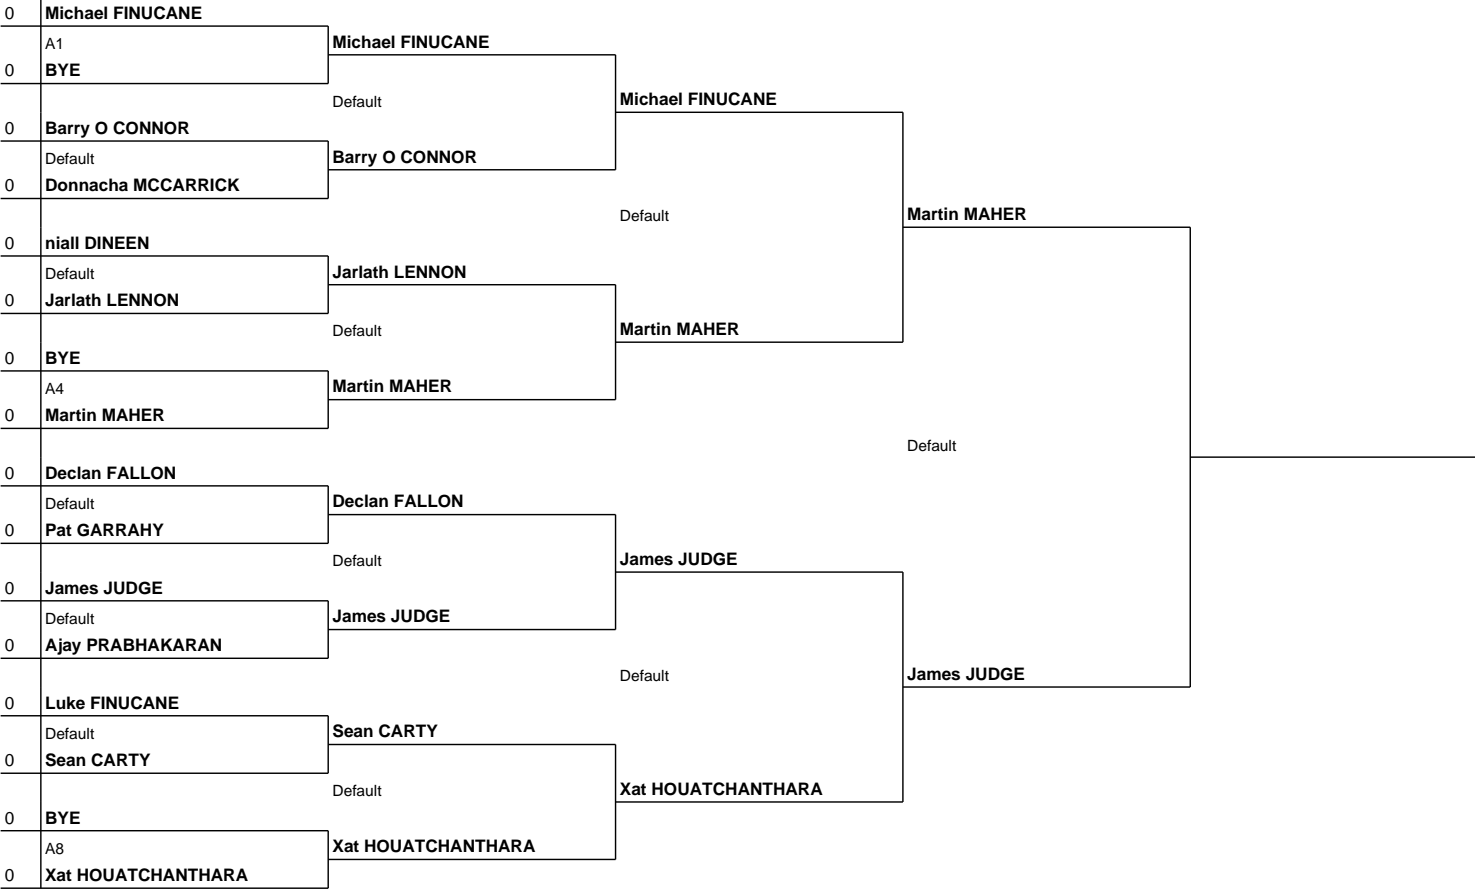 0 Michael FINUCANE
A1 Michael FINUCANE
0 BYE
Default Michael FINUCANE
0 Barry O CONNOR
Default Barry O CONNOR
0 Donnacha MCCARRICK
Default Martin MAHER
0 niall DINEEN
Default Jarlath LENNON
0 Jarlath LENNON
Default Martin MAHER
0 BYE
A4 Martin MAHER
0 Martin MAHER
Default
0 Declan FALLON
Default Declan FALLON
0 Pat GARRAHY
Default James JUDGE
0 James JUDGE
Default James JUDGE
0 Ajay PRABHAKARAN
Default James JUDGE
0 Luke FINUCANE
Default Sean CARTY
0 Sean CARTY
Default Xat HOUATCHANTHARA
0 BYE
A8 Xat HOUATCHANTHARA
0 Xat HOUATCHANTHARA